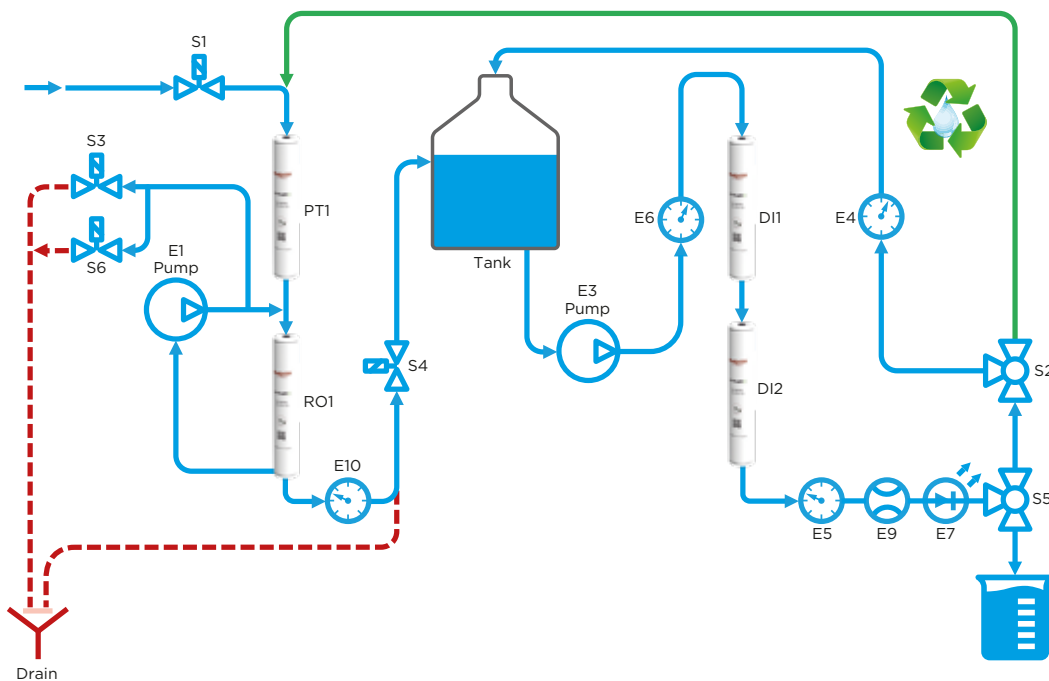 S1
S3
PT1
S6
E1
Pump
RO1
E10
S4
Tank
E3
Pump
E6
DI1
DI2
E4
S2
S5
E5
E9
E7
Drain